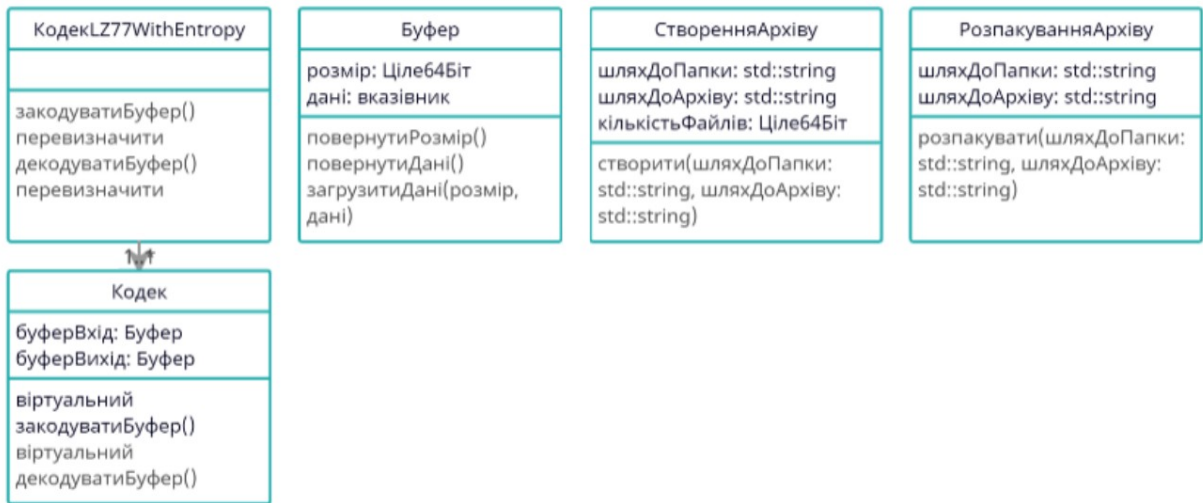 КодекLZ77WithEntropy
закодуватиБуфер()
перевизначити
декодуватиБуфер()
перевизначити
Буфер
розмір: Ціле64Біт
дані: вказівник
повернутиРозмір()
повернутиДані()
загрузитиДані(розмір,
дані)
СтворенняАрхіву
шляхДоПапки: std::string
шляхДоАрхіву: std::string
кількістьФайлів: Ціле64Біт
створити(шляхДоПапки:
std::string, шляхДоАрхіву:
std::string)
РозпакуванняАрхіву
шляхДоПапки: std::string
шляхДоАрхіву: std::string
розпакувати(шляхДоПапки:
std::string, шляхДоАрхіву:
std::string)
Кодек
буферВхід: Буфер
буферВихід: Буфер
віртуальний
закодуватиБуфер()
віртуальний
декодуватиБуфер()